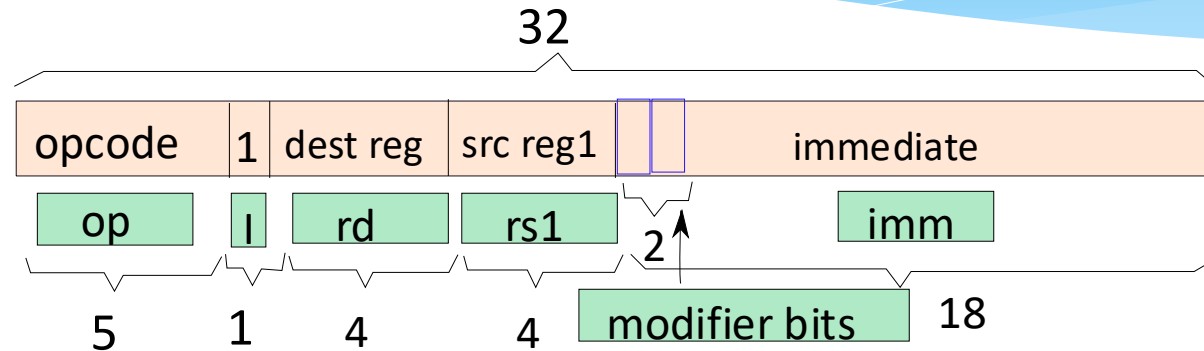 32
opcode 1 dest reg src reg1 immediate
op I rd rs1 imm
2
5 1 4 4 modifier bits 18